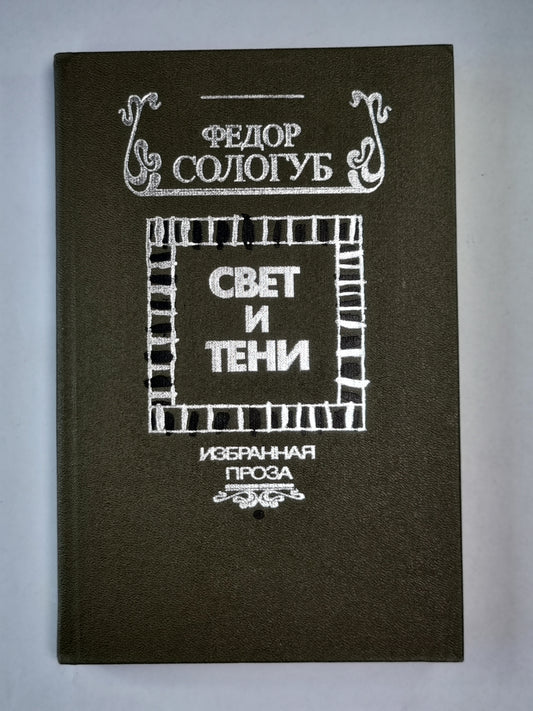 ФЕДОР
СОЛОГУБ
СВЕТ
И
ТЕНИ
ИЗБРАННАЯ
ПРОЗА